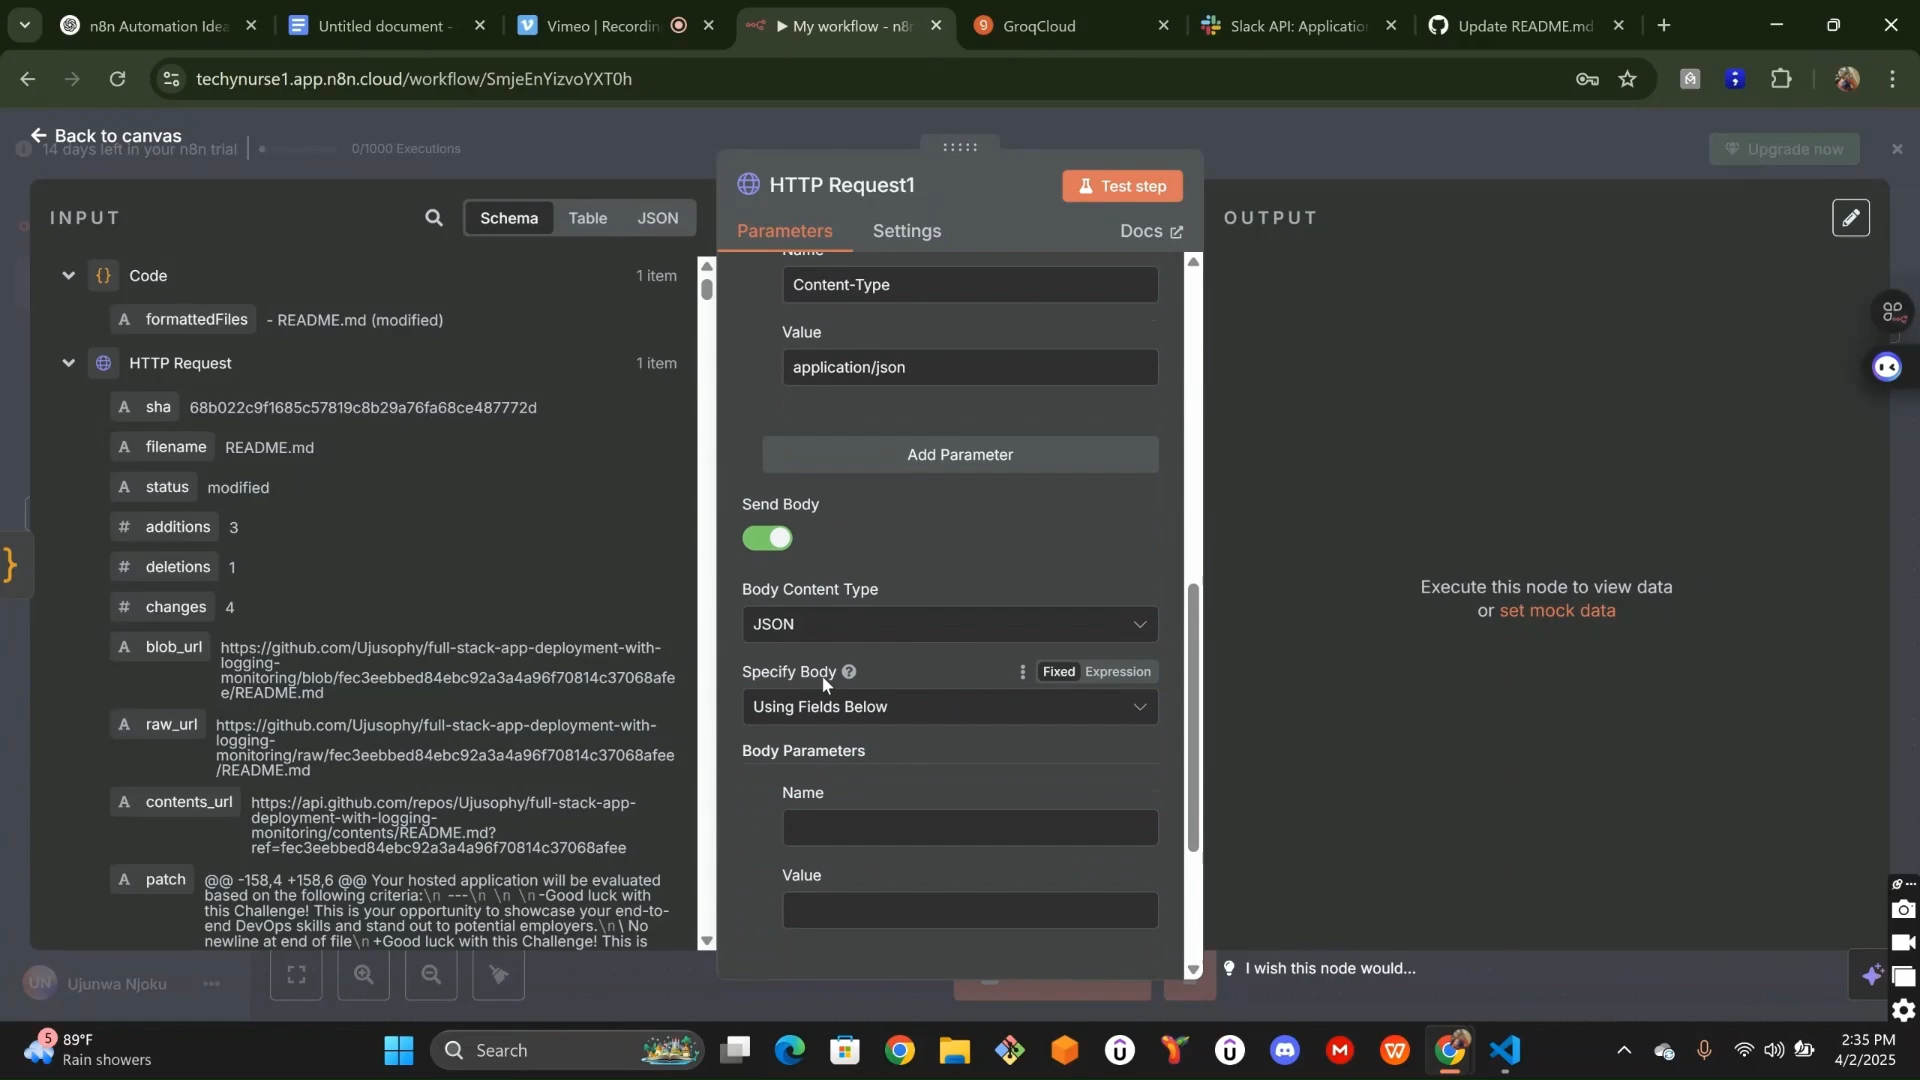 n8n Automation Idea
Untitled document -
Vimeo | Recordin
▶ My workflow - n8
GroqCloud
Slack API: Applicatio
Update README.md
techynurse1.app.n8n.cloud/workflow/SmjeEnYizvoYXT0h
Back to canvas
14 days left in your n8n trial
0/1000 Executions
Upgrade now
INPUT
Schema
Table
JSON
Code
1 item
A formattedFiles - README.md (modified)
HTTP Request
1 item
A sha 68b022c9f1685c57819c8b29a76fa68ce487772d
A filename README.md
A status modified
# additions 3
# deletions 1
# changes 4
A blob_url https://github.com/Ujusophy/full-stack-app-deployment-with-
logging-
monitoring/blob/fec3eebbed84ebc92a3a4a96f70814c37068afe
e/README.md
A raw_url https://github.com/Ujusophy/full-stack-app-deployment-with-
logging-
monitoring/raw/fec3eebbed84ebc92a3a4a96f70814c37068afee
/README.md
A contents_url https://api.github.com/repos/Ujusophy/full-stack-app-
deployment-with-logging-
monitoring/contents/README.md?
ref=fec3eebbed84ebc92a3a4a96f70814c37068afee
A patch @@ -158,4 +158,6 @@ Your hosted application will be evaluated
based on the following criteria:\n ---\n \n \n -Good luck with
this Challenge! This is your opportunity to showcase your end-to-
end DevOps skills and stand out to potential employers.\n\ No
newline at end of file\n +Good luck with this Challenge! This is
HTTP Request1
Test step
Parameters
Settings
Docs
Name
Content-Type
Value
application/json
Add Parameter
Send Body
Body Content Type
JSON
Specify Body
Fixed
Expression
Using Fields Below
Body Parameters
Name
Value
OUTPUT
Execute this node to view data
or set mock data
I wish this node would...
UN
Ujunwa Njoku
5
89°F
Rain showers
Search
2:35 PM
4/2/2025